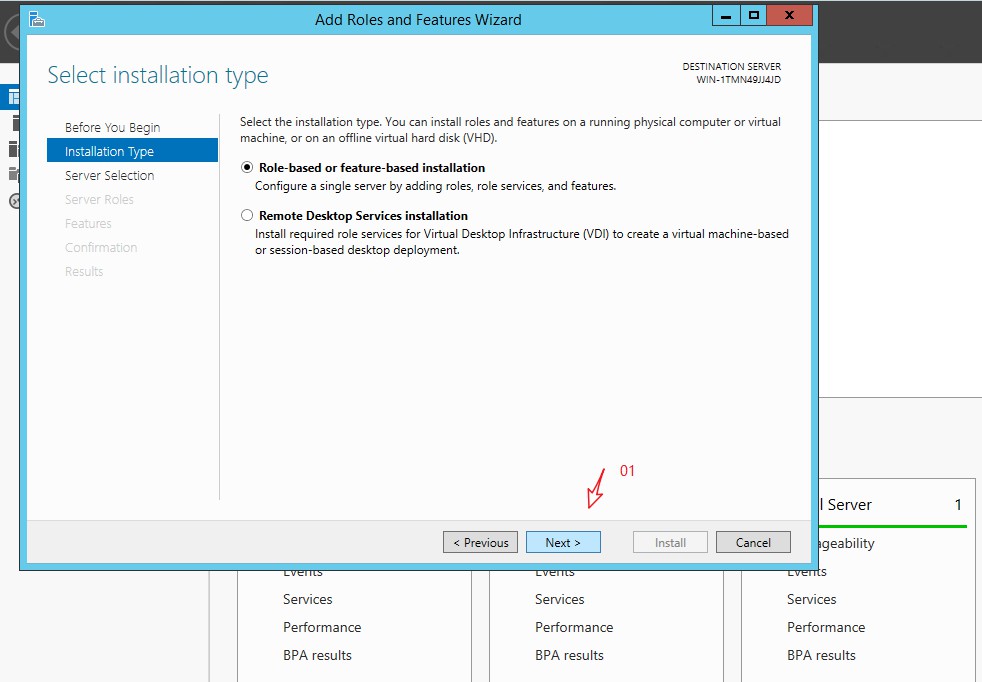 Add Roles and Features Wizard
Select installation type
DESTINATION SERVER
WIN-1TMN49JJ4JD
Before You Begin
Installation Type
Server Selection
Server Roles
Features
Confirmation
Results
Select the installation type. You can install roles and features on a running physical computer or virtual
machine, or on an offline virtual hard disk (VHD).
Role-based or feature-based installation
Configure a single server by adding roles, role services, and features.
Remote Desktop Services installation
Install required role services for Virtual Desktop Infrastructure (VDI) to create a virtual machine-based
or session-based desktop deployment.
01
< Previous
Next >
Install
Cancel
l Server 1
ageability
Events
Services
Performance
BPA results
Events
Services
Performance
BPA results
Events
Services
Performance
BPA results